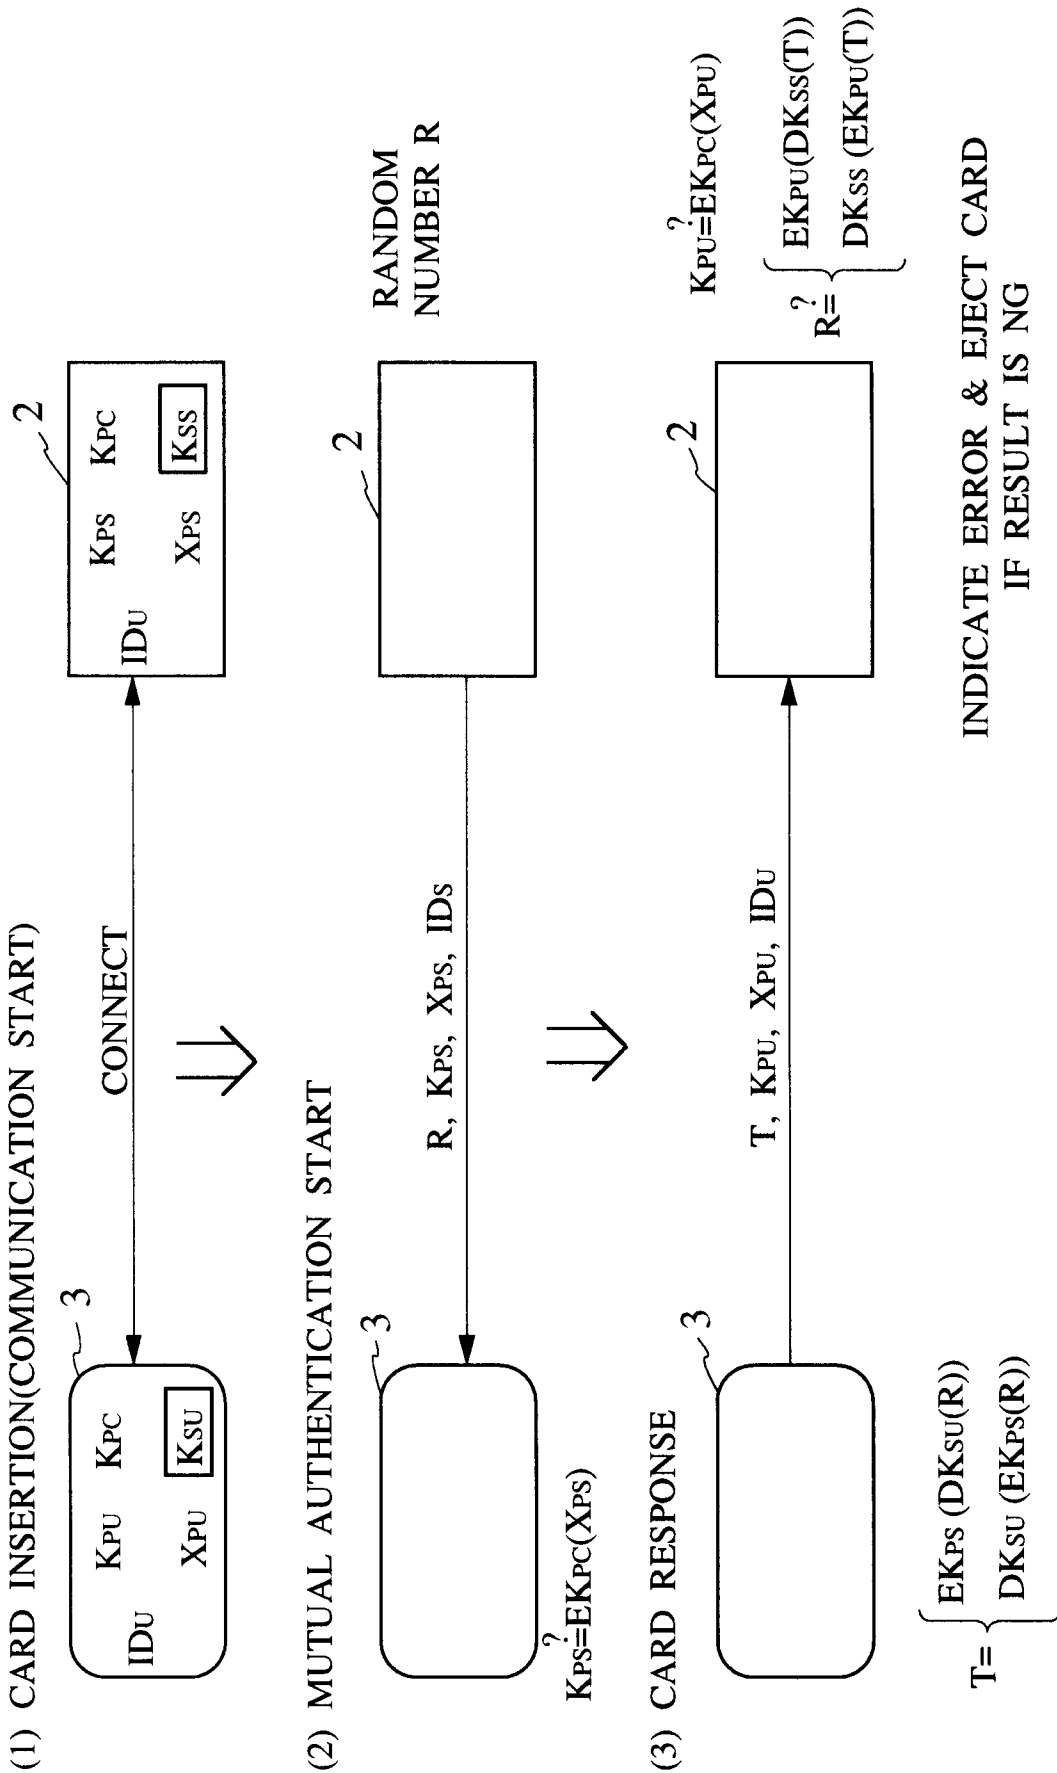 (1) CARD INSERTION(COMMUNICATION START)
3
2
IDU KPU KPC
XPU KSU
CONNECT
IDU KPS KPC
XPS KSS
(2) MUTUAL AUTHENTICATION START
3
2
R, KPS, XPS, IDS
RANDOM
NUMBER R
KPS=?EKPC(XPS)
(3) CARD RESPONSE
3
2
T, KPU, XPU, IDU
KPU=?EKPC(XPU)
R=? { EKPU(DKSS(T))
DKSS (EKPU(T))
T= { EKPS (DKSU(R))
DKSU (EKPS(R))
INDICATE ERROR & EJECT CARD
IF RESULT IS NG